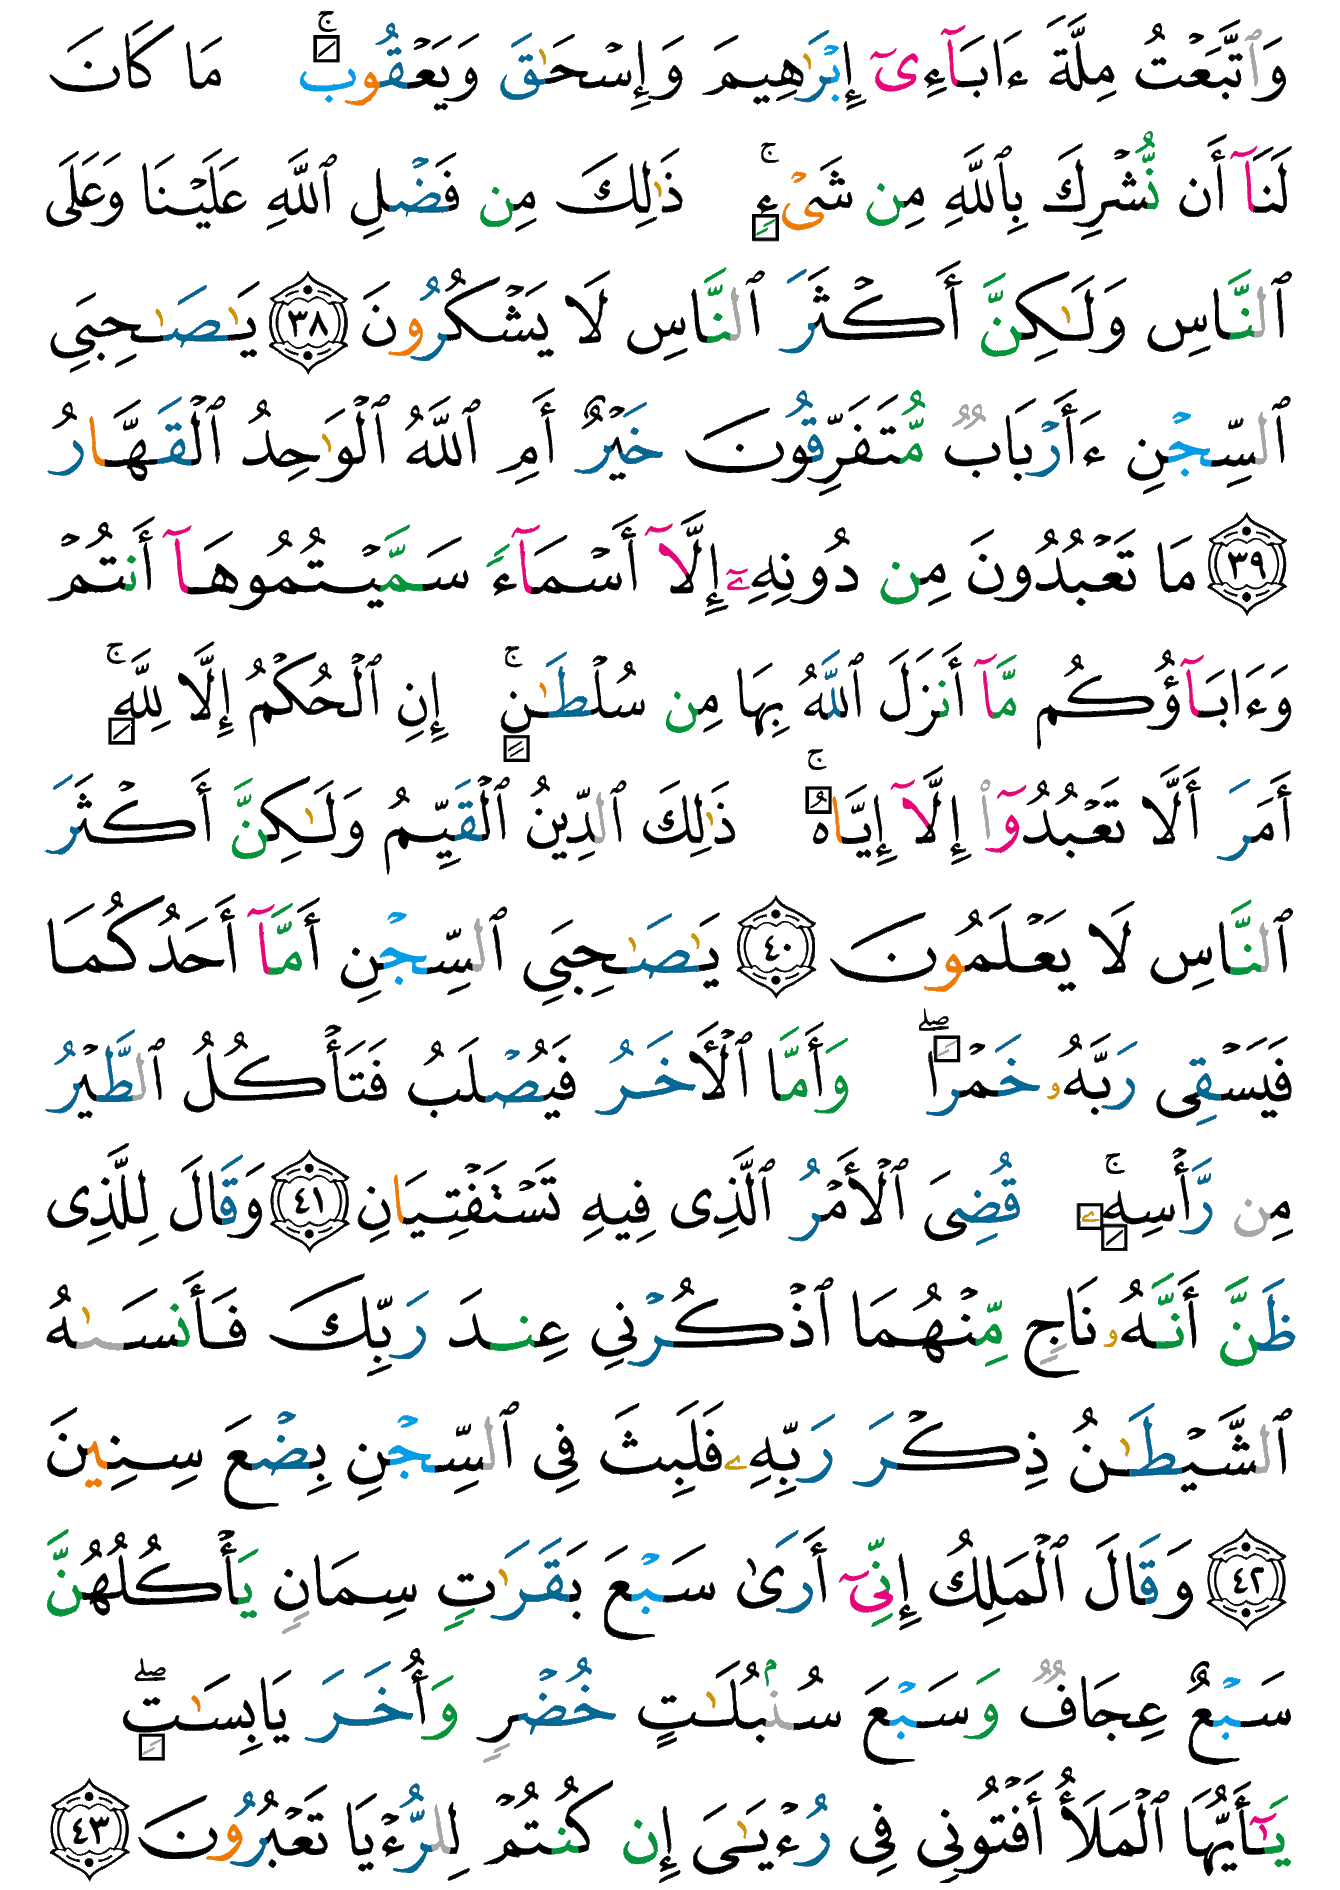 وَٱتَّبَعْتُ مِلَّةَ ءَابَآءِىٓ إِبْرَٰهِيمَ وَإِسْحَـٰقَ وَيَعْقُوبَ ۚ مَا كَانَ
لَنَآ أَن نُّشْرِكَ بِٱللَّهِ مِن شَىْءٍ ۚ ذَٰلِكَ مِن فَضْلِ ٱللَّهِ عَلَيْنَا وَعَلَى
ٱلنَّاسِ وَلَـٰكِنَّ أَكْثَرَ ٱلنَّاسِ لَا يَشْكُرُونَ ٣٨ يَـٰصَـٰحِبَىِ
ٱلسِّجْنِ ءَأَرْبَابٌ مُّتَفَرِّقُونَ خَيْرٌ أَمِ ٱللَّهُ ٱلْوَٰحِدُ ٱلْقَهَّارُ
٣٩ مَا تَعْبُدُونَ مِن دُونِهِۦٓ إِلَّآ أَسْمَآءً سَمَّيْتُمُوهَآ أَنتُمْ
وَءَابَآؤُكُم مَّآ أَنزَلَ ٱللَّهُ بِهَا مِن سُلْطَـٰنٍ ۚ إِنِ ٱلْحُكْمُ إِلَّا لِلَّهِ ۚ
أَمَرَ أَلَّا تَعْبُدُوٓا۟ إِلَّآ إِيَّاهُ ۚ ذَٰلِكَ ٱلدِّينُ ٱلْقَيِّمُ وَلَـٰكِنَّ أَكْثَرَ
ٱلنَّاسِ لَا يَعْلَمُونَ ٤٠ يَـٰصَـٰحِبَىِ ٱلسِّجْنِ أَمَّآ أَحَدُكُمَا
فَيَسْقِى رَبَّهُۥ خَمْرًا ۖ وَأَمَّا ٱلْـَٔاخَرُ فَيُصْلَبُ فَتَأْكُلُ ٱلطَّيْرُ
مِن رَّأْسِهِۦ ۚ قُضِىَ ٱلْأَمْرُ ٱلَّذِى فِيهِ تَسْتَفْتِيَانِ ٤١ وَقَالَ لِلَّذِى
ظَنَّ أَنَّهُۥ نَاجٍ مِّنْهُمَا ٱذْكُرْنِى عِندَ رَبِّكَ فَأَنسَىٰهُ
ٱلشَّيْطَـٰنُ ذِكْرَ رَبِّهِۦ فَلَبِثَ فِى ٱلسِّجْنِ بِضْعَ سِنِينَ
٤٢ وَقَالَ ٱلْمَلِكُ إِنِّىٓ أَرَىٰ سَبْعَ بَقَرَٰتٍ سِمَانٍ يَأْكُلُهُنَّ
سَبْعٌ عِجَافٌ وَسَبْعَ سُنۢبُلَـٰتٍ خُضْرٍ وَأُخَرَ يَابِسَـٰتٍ ۖ
يَـٰٓأَيُّهَا ٱلْمَلَأُ أَفْتُونِى فِى رُءْيَـٰىَ إِن كُنتُمْ لِلرُّءْيَا تَعْبُرُونَ ٤٣